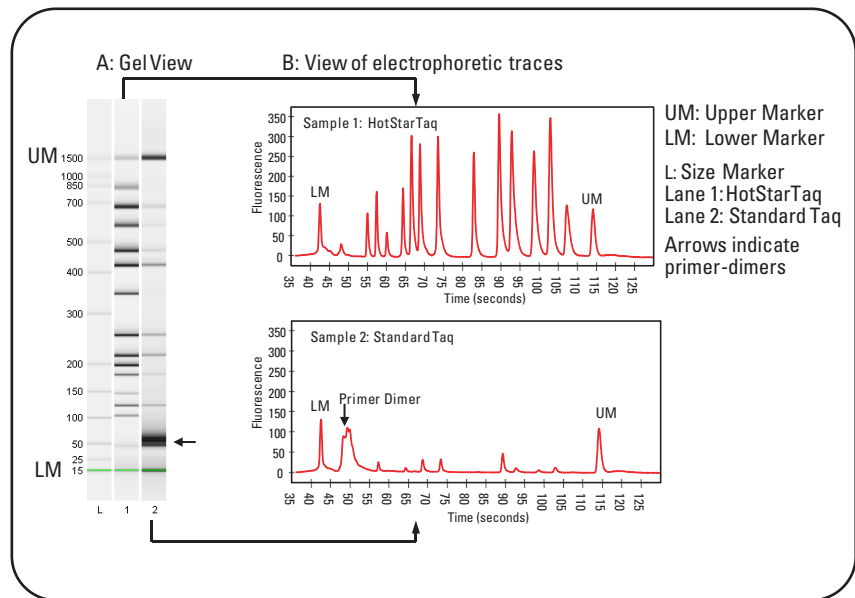 A: Gel View
B: View of electrophoretic traces
UM
1500
1000
850
700
500
400
300
200
150
100
50
25
LM 15
L 1 2
Sample 1: HotStarTaq
Fluorescence
350
300
250
200
150
100
50
0
LM
UM
35 45 50 55 60 65 70 75 80 85 90 95 100 105 110 115 125
Time (seconds)
Sample 2: Standard Taq
Fluorescence
350
300
250
200
150
100
50
0
LM
Primer Dimer
UM
35 45 50 55 60 65 70 75 80 85 90 95 100 105 110 115 125
Time (seconds)
UM: Upper Marker
LM: Lower Marker
L: Size Marker
Lane 1: HotStarTaq
Lane 2: Standard Taq
Arrows indicate
primer-dimers